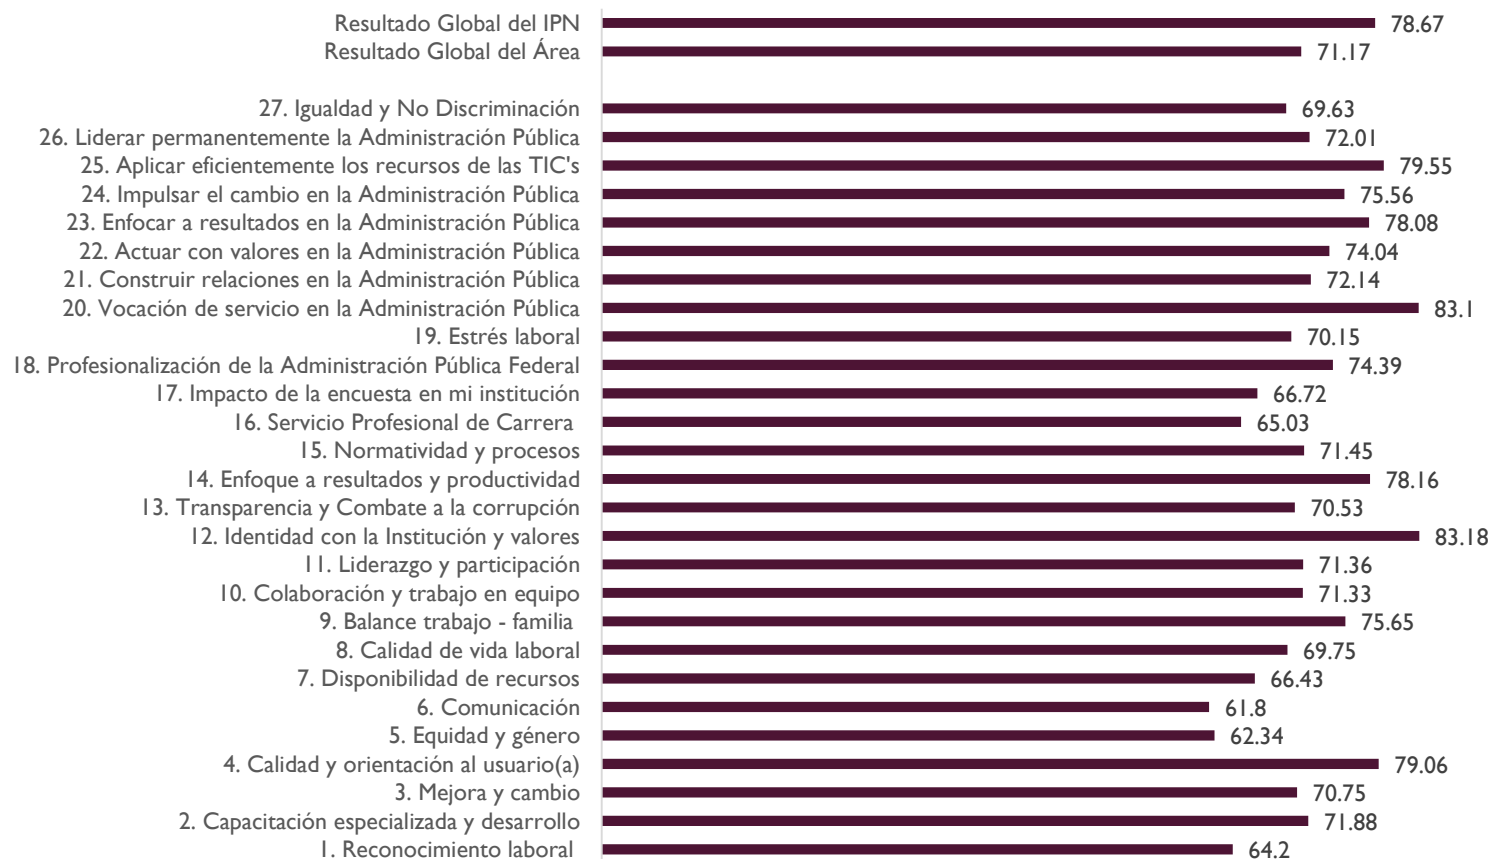 Resultado Global del IPN 78.67
Resultado Global del Área 71.17
27. Igualdad y No Discriminación 69.63
26. Liderar permanentemente la Administración Pública 72.01
25. Aplicar eficientemente los recursos de las TIC's 79.55
24. Impulsar el cambio en la Administración Pública 75.56
23. Enfocar a resultados en la Administración Pública 78.08
22. Actuar con valores en la Administración Pública 74.04
21. Construir relaciones en la Administración Pública 72.14
20. Vocación de servicio en la Administración Pública 83.1
19. Estrés laboral 70.15
18. Profesionalización de la Administración Pública Federal 74.39
17. Impacto de la encuesta en mi institución 66.72
16. Servicio Profesional de Carrera 65.03
15. Normatividad y procesos 71.45
14. Enfoque a resultados y productividad 78.16
13. Transparencia y Combate a la corrupción 70.53
12. Identidad con la Institución y valores 83.18
11. Liderazgo y participación 71.36
10. Colaboración y trabajo en equipo 71.33
9. Balance trabajo - familia 75.65
8. Calidad de vida laboral 69.75
7. Disponibilidad de recursos 66.43
6. Comunicación 61.8
5. Equidad y género 62.34
4. Calidad y orientación al usuario(a) 79.06
3. Mejora y cambio 70.75
2. Capacitación especializada y desarrollo 71.88
1. Reconocimiento laboral 64.2